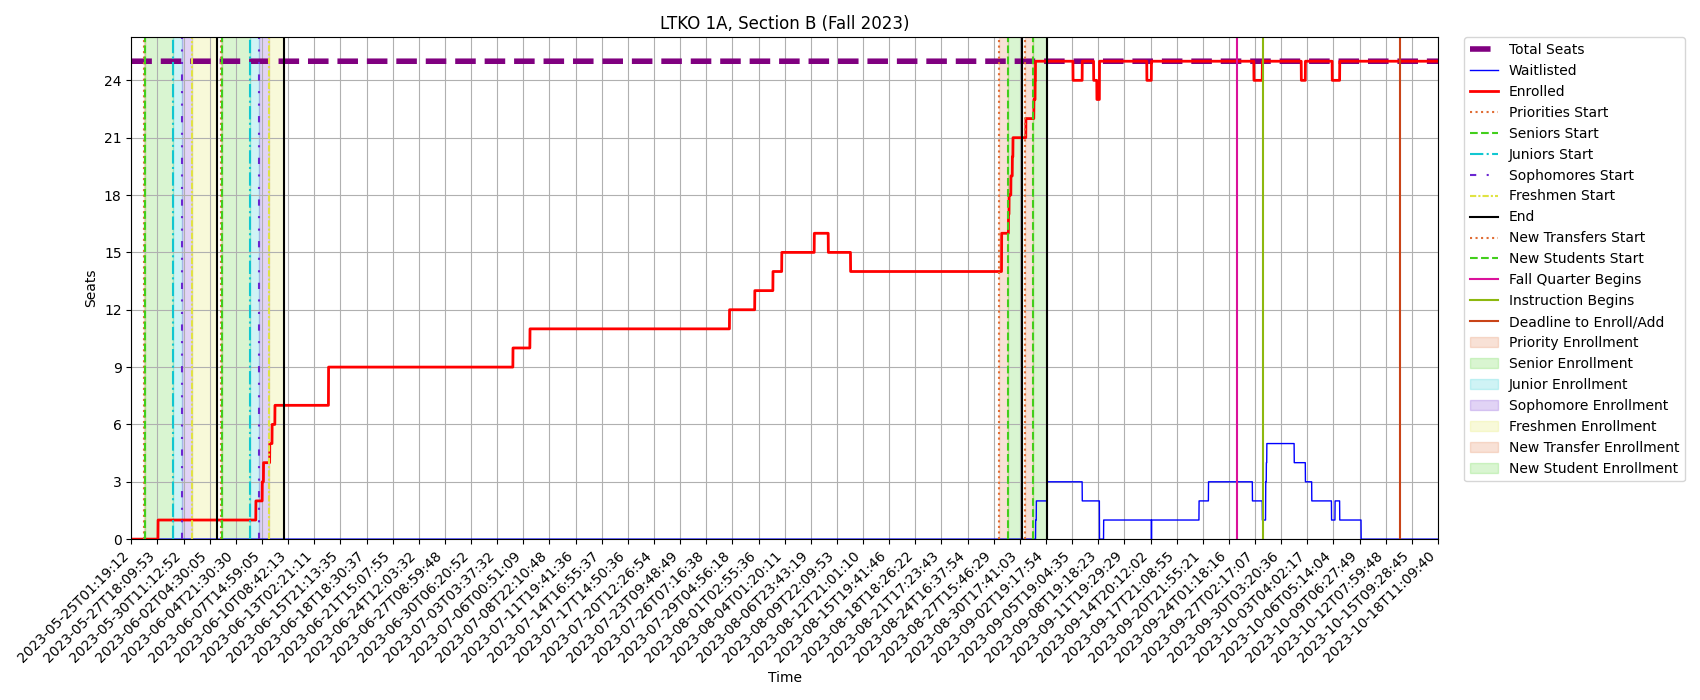 LTKO 1A, Section B (Fall 2023)
Seats
24
21
18
15
12
9
6
3
0
2023-05-25T01:19:12
2023-05-27T18:09:53
2023-05-30T11:12:52
2023-06-02T04:30:05
2023-06-04T21:30:30
2023-06-07T14:59:05
2023-06-10T08:42:13
2023-06-13T02:21:11
2023-06-15T21:13:35
2023-06-18T18:30:37
2023-06-21T15:07:55
2023-06-24T12:03:32
2023-06-27T08:59:48
2023-06-30T06:20:52
2023-07-03T03:37:32
2023-07-06T00:51:09
2023-07-08T22:10:48
2023-07-11T19:41:36
2023-07-14T16:55:37
2023-07-17T14:50:36
2023-07-20T12:26:54
2023-07-23T09:48:49
2023-07-26T07:16:38
2023-07-29T04:56:18
2023-08-01T02:55:36
2023-08-04T01:20:11
2023-08-06T23:43:19
2023-08-09T22:09:53
2023-08-12T21:01:10
2023-08-15T19:41:46
2023-08-18T18:26:22
2023-08-21T17:23:43
2023-08-24T16:37:54
2023-08-27T15:46:29
2023-08-30T17:41:03
2023-09-02T19:17:54
2023-09-05T19:04:35
2023-09-08T19:18:23
2023-09-11T19:29:29
2023-09-14T20:12:02
2023-09-17T21:08:55
2023-09-20T21:55:21
2023-09-24T01:18:16
2023-09-27T02:17:07
2023-09-30T03:20:36
2023-10-03T04:02:17
2023-10-06T05:14:04
2023-10-09T06:27:49
2023-10-12T07:59:48
2023-10-15T09:28:45
2023-10-18T11:09:40
Time
Total Seats
Waitlisted
Enrolled
Priorities Start
Seniors Start
Juniors Start
Sophomores Start
Freshmen Start
End
New Transfers Start
New Students Start
Fall Quarter Begins
Instruction Begins
Deadline to Enroll/Add
Priority Enrollment
Senior Enrollment
Junior Enrollment
Sophomore Enrollment
Freshmen Enrollment
New Transfer Enrollment
New Student Enrollment